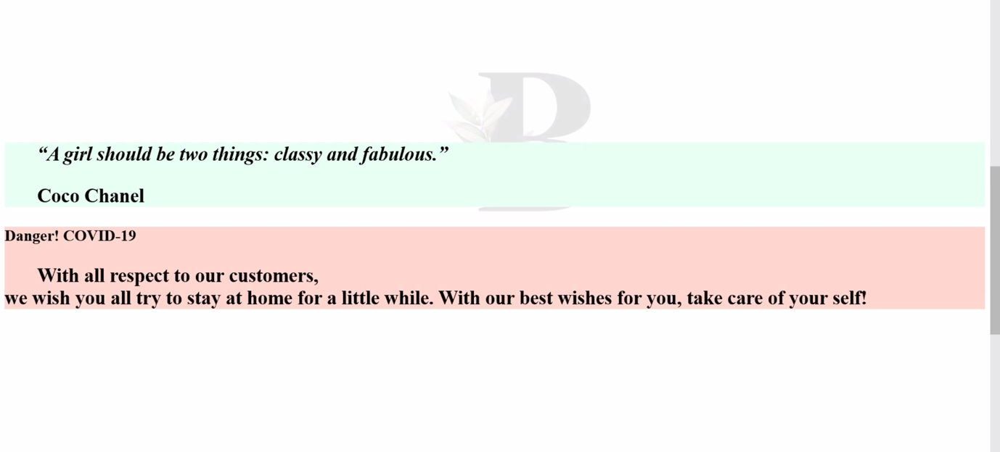 B
“A girl should be two things: classy and fabulous.”
Coco Chanel
Danger! COVID-19
With all respect to our customers,
we wish you all try to stay at home for a little while. With our best wishes for you, take care of your self!